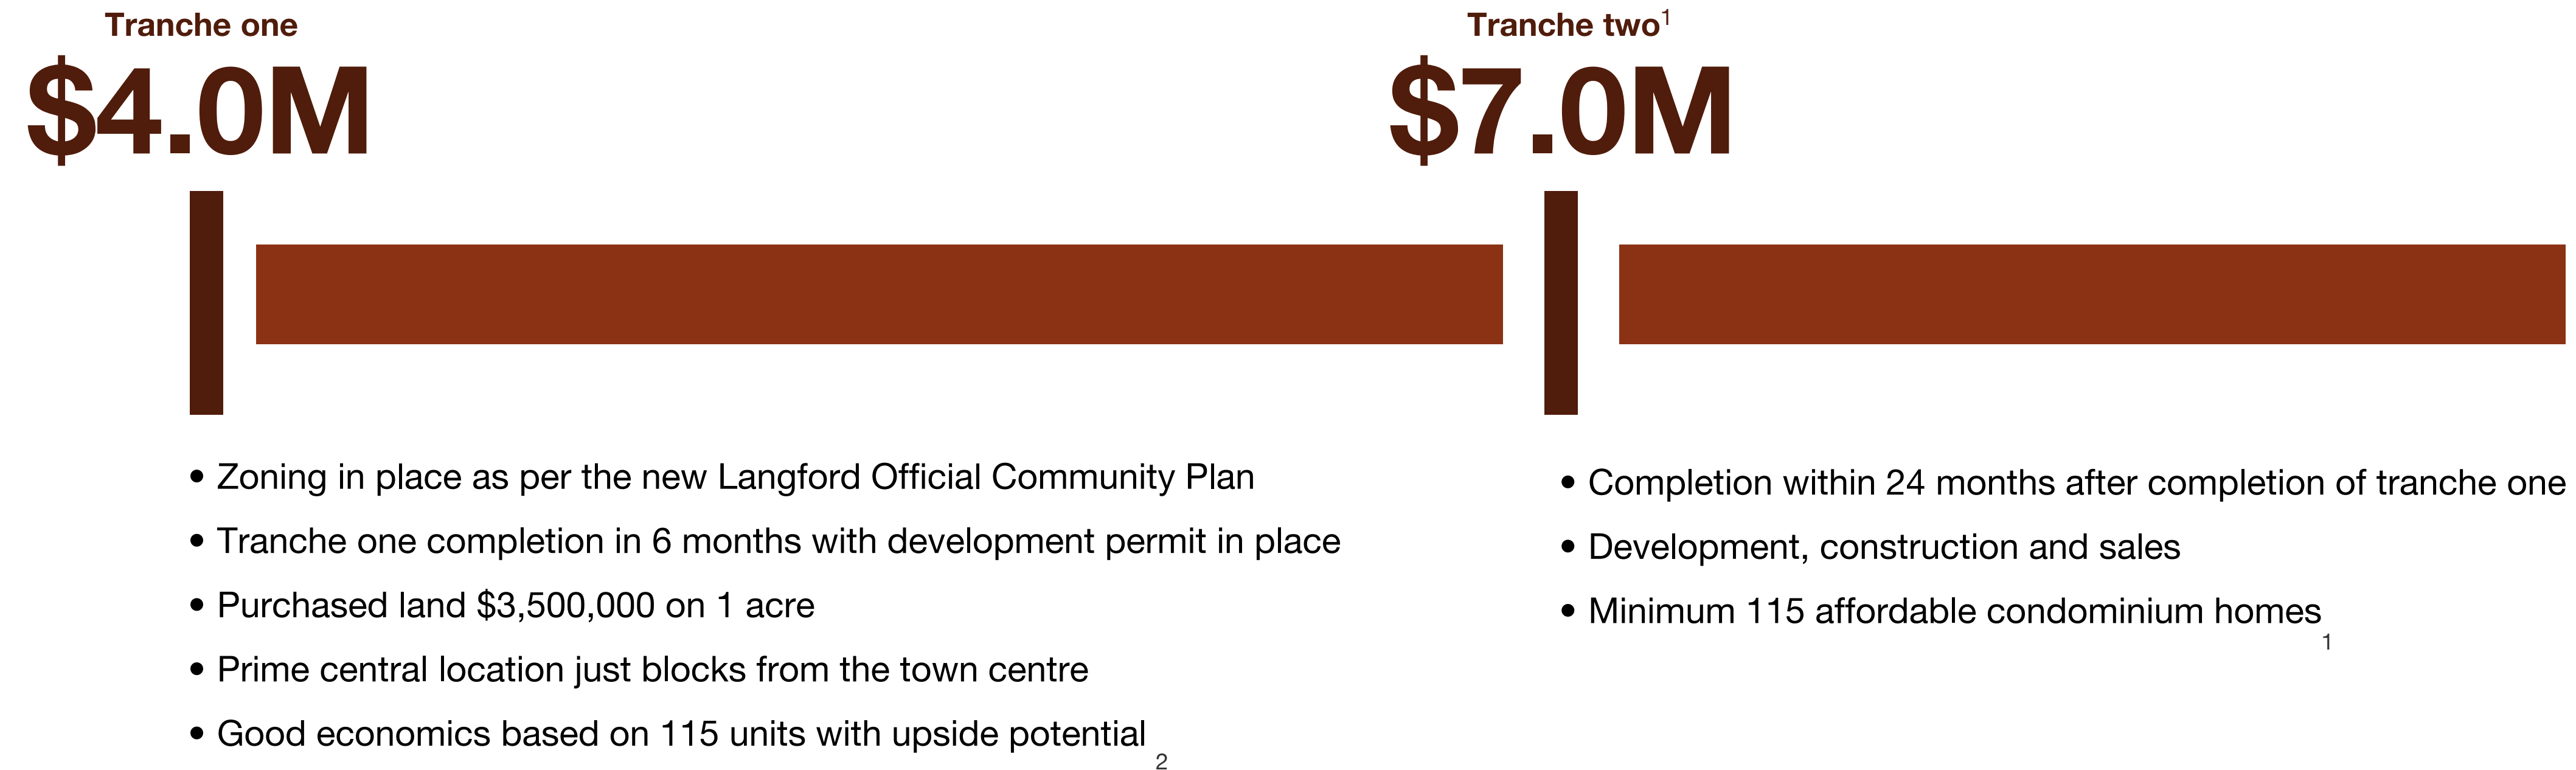 Tranche one
$4.0M
• Zoning in place as per the new Langford Official Community Plan
• Tranche one completion in 6 months with development permit in place
• Purchased land $3,500,000 on 1 acre
• Prime central location just blocks from the town centre
• Good economics based on 115 units with upside potential
2
Tranche two1
$7.0M
• Completion within 24 months after completion of tranche one
• Development, construction and sales
• Minimum 115 affordable condominium homes
1